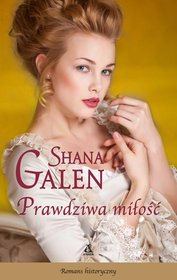 SHANA
GALEN
Prawdziwa miłość
Romans historyczny